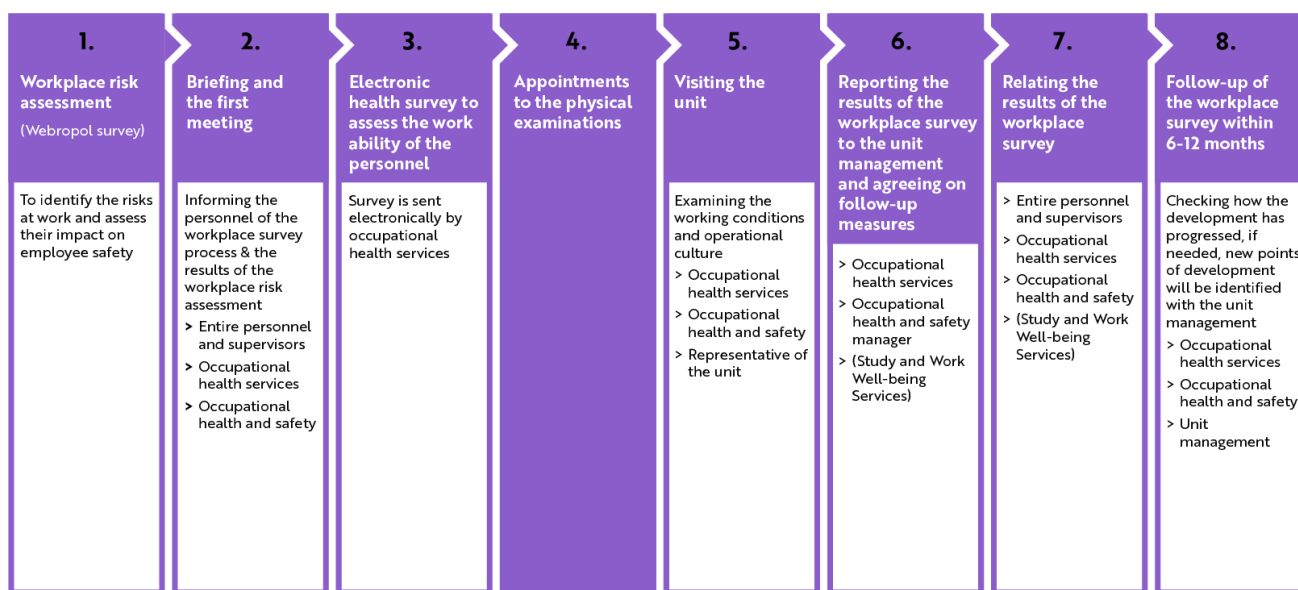 1.
Workplace risk
assessment
(Webropol survey)
To identify the risks
at work and assess
their impact on
employee safety
2.
Briefing and
the first
meeting
Informing the
personnel of the
workplace survey
process & the
results of the
workplace risk
assessment
> Entire personnel
and supervisors
> Occupational
health services
> Occupational
health and safety
3.
Electronic
health survey to
assess the work
ability of the
personnel
Survey is sent
electronically by
occupational
health services
4.
Appointments
to the physical
examinations
5.
Visiting the
unit
Examining the
working conditions
and operational
culture
> Occupational
health services
> Occupational
health and safety
> Representative of
the unit
6.
Reporting the
results of the
workplace survey
to the unit
management
and agreeing on
follow-up
measures
> Occupational
health services
> Occupational
health and safety
manager
> (Study and Work
Well-being
Services)
7.
Relating the
results of the
workplace
survey
> Entire personnel
and supervisors
> Occupational
health services
> Occupational
health and safety
> (Study and Work
Well-being
Services)
8.
Follow-up of
the workplace
survey within
6-12 months
Checking how the
development has
progressed, if
needed, new points
of development
will be identified
with the unit
management
> Occupational
health services
> Occupational
health and safety
> Unit
management